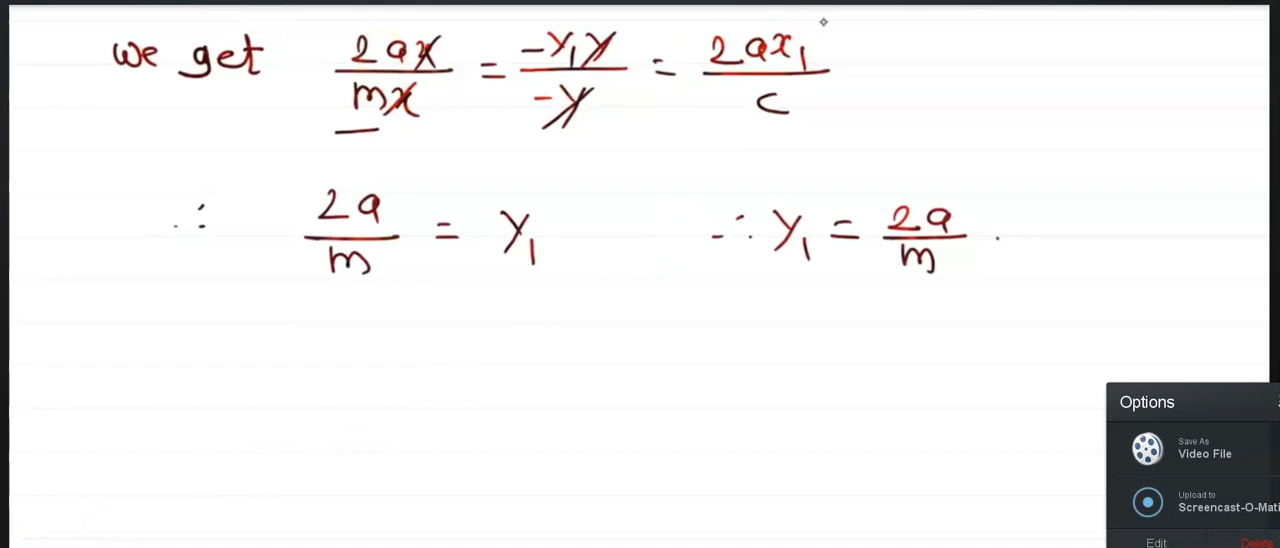 we get 2ax/mx = -y₁y/-y = 2ax₁/c
∴ 2a/m = y₁ ∴ y₁ = 2a/m .
Options
Save As
Video File
Upload to
Screencast-O-Mati
Edit Delete